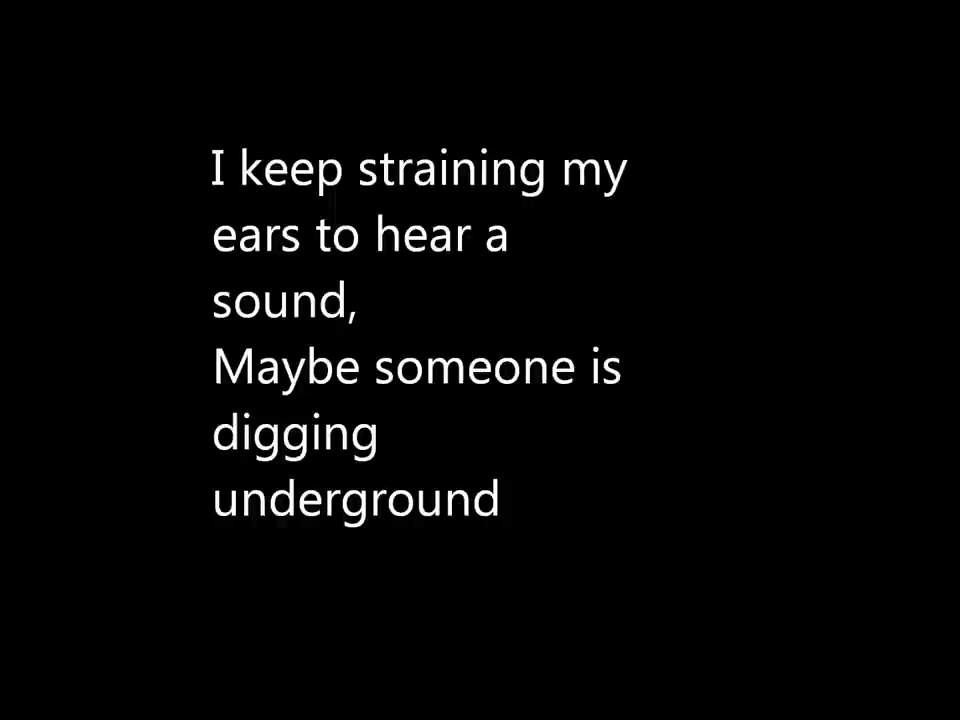 I keep straining my
ears to hear a
sound,
Maybe someone is
digging
underground